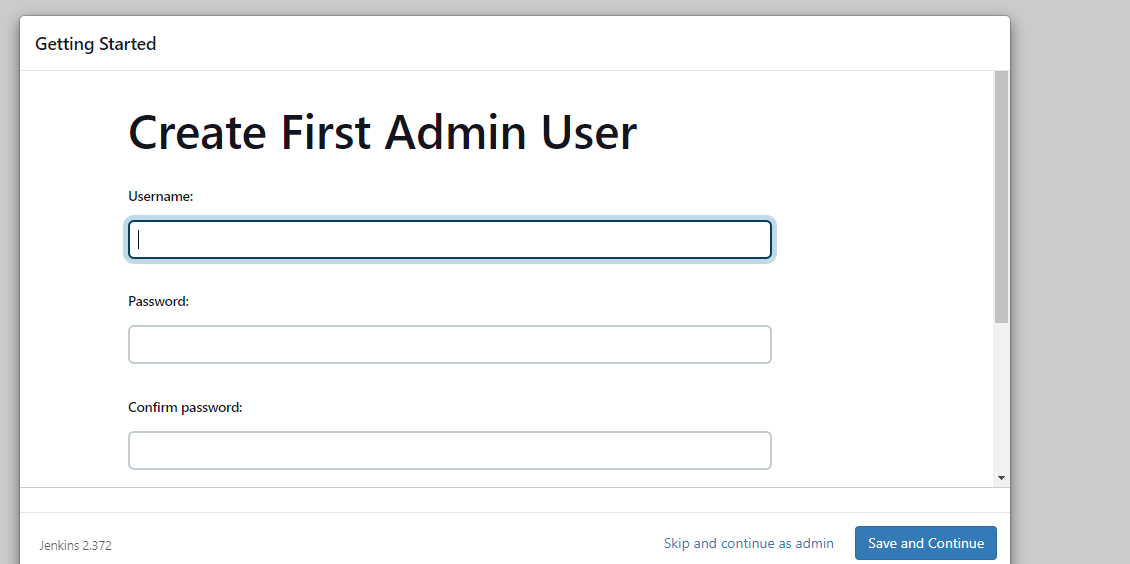 Getting Started
Create First Admin User
Username:
Password:
Confirm password:
Jenkins 2.372
Skip and continue as admin
Save and Continue